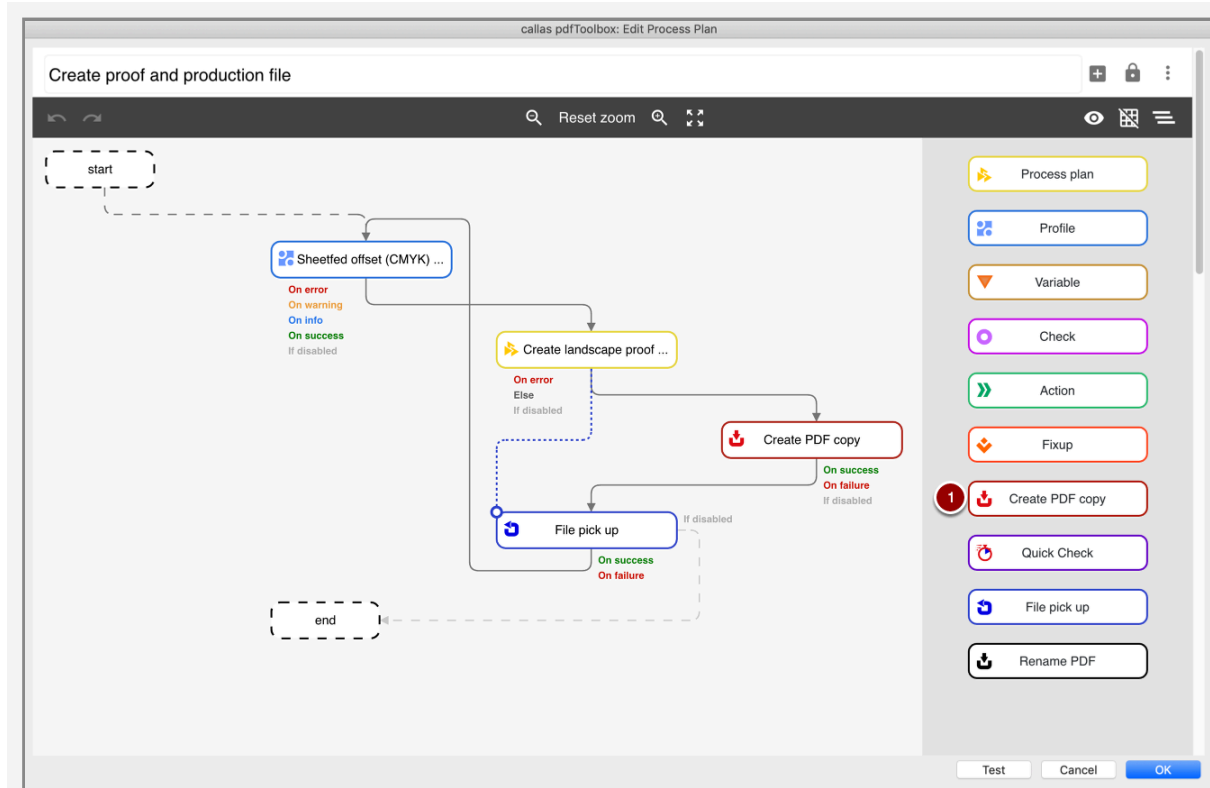 callas pdfToolbox: Edit Process Plan
Create proof and production file
Reset zoom
start
Sheetfed offset (CMYK) ...
On error
On warning
On info
On success
If disabled
Create landscape proof ...
On error
Else
If disabled
Create PDF copy
On success
On failure
If disabled
File pick up
If disabled
On success
On failure
end
Process plan
Profile
Variable
Check
Action
Fixup
1
Create PDF copy
Quick Check
File pick up
Rename PDF
Test
Cancel
OK